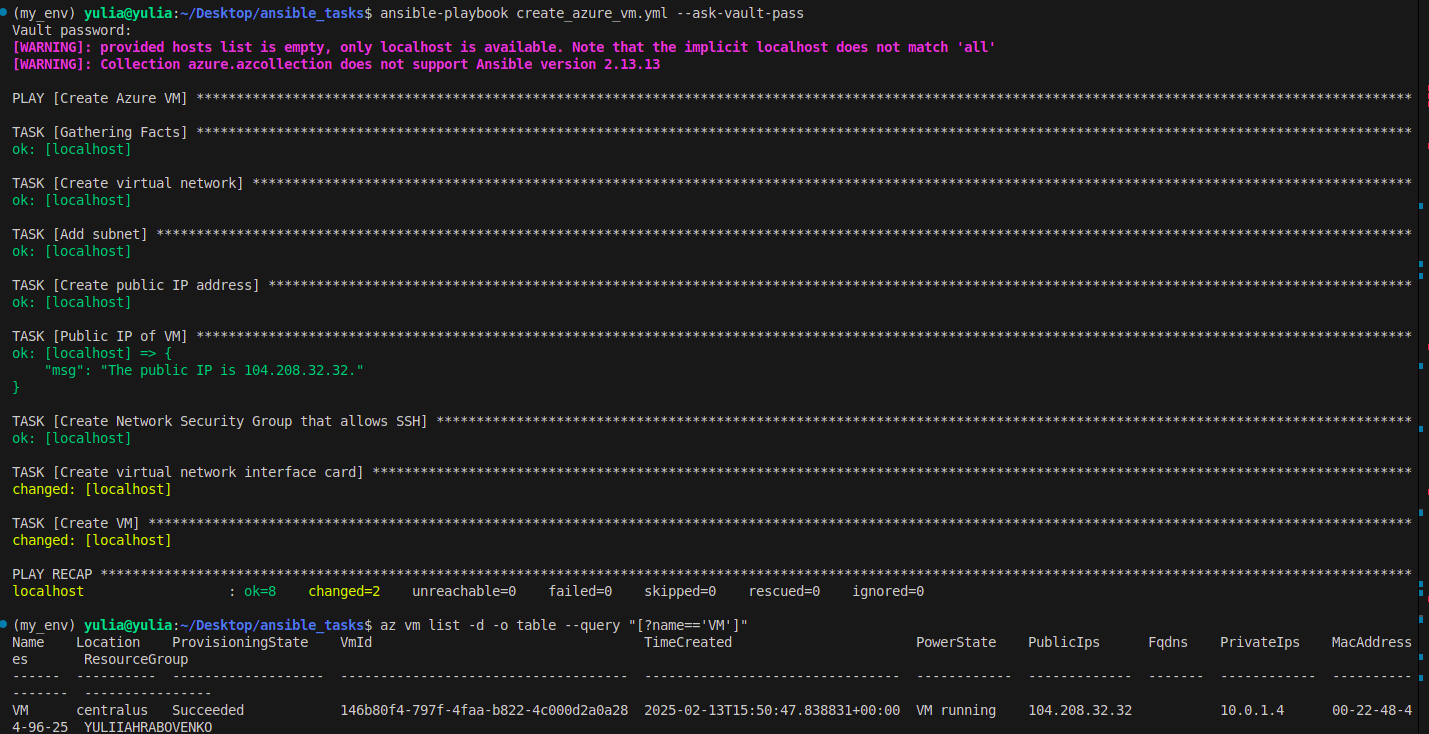 (my_env) yulia@yulia:~/Desktop/ansible_tasks$ ansible-playbook create_azure_vm.yml --ask-vault-pass
Vault password:
[WARNING]: provided hosts list is empty, only localhost is available. Note that the implicit localhost does not match 'all'
[WARNING]: Collection azure.azcollection does not support Ansible version 2.13.13

PLAY [Create Azure VM] ********************************************************************************************************************************************************

TASK [Gathering Facts] ********************************************************************************************************************************************************
ok: [localhost]

TASK [Create virtual network] *************************************************************************************************************************************************
ok: [localhost]

TASK [Add subnet] *************************************************************************************************************************************************************
ok: [localhost]

TASK [Create public IP address] ***********************************************************************************************************************************************
ok: [localhost]

TASK [Public IP of VM] ********************************************************************************************************************************************************
ok: [localhost] => {
    "msg": "The public IP is 104.208.32.32."
}

TASK [Create Network Security Group that allows SSH] **************************************************************************************************************************
ok: [localhost]

TASK [Create virtual network interface card] **********************************************************************************************************************************
changed: [localhost]

TASK [Create VM] **************************************************************************************************************************************************************
changed: [localhost]

PLAY RECAP ********************************************************************************************************************************************************************
localhost                  : ok=8    changed=2    unreachable=0    failed=0    skipped=0    rescued=0    ignored=0

(my_env) yulia@yulia:~/Desktop/ansible_tasks$ az vm list -d -o table --query "[?name=='VM']"
Name    Location    ProvisioningState    VmId                                  TimeCreated                       PowerState    PublicIps      Fqdns    PrivateIps    MacAddress
es       ResourceGroup
------  ----------  -------------------  ------------------------------------  --------------------------------  ------------  -------------  -------  ------------  ----------
-------  ----------------
VM      centralus   Succeeded            146b80f4-797f-4faa-b822-4c000d2a0a28  2025-02-13T15:50:47.838831+00:00  VM running    104.208.32.32           10.0.1.4      00-22-48-4
4-96-25  YULIIAHRABOVENKO